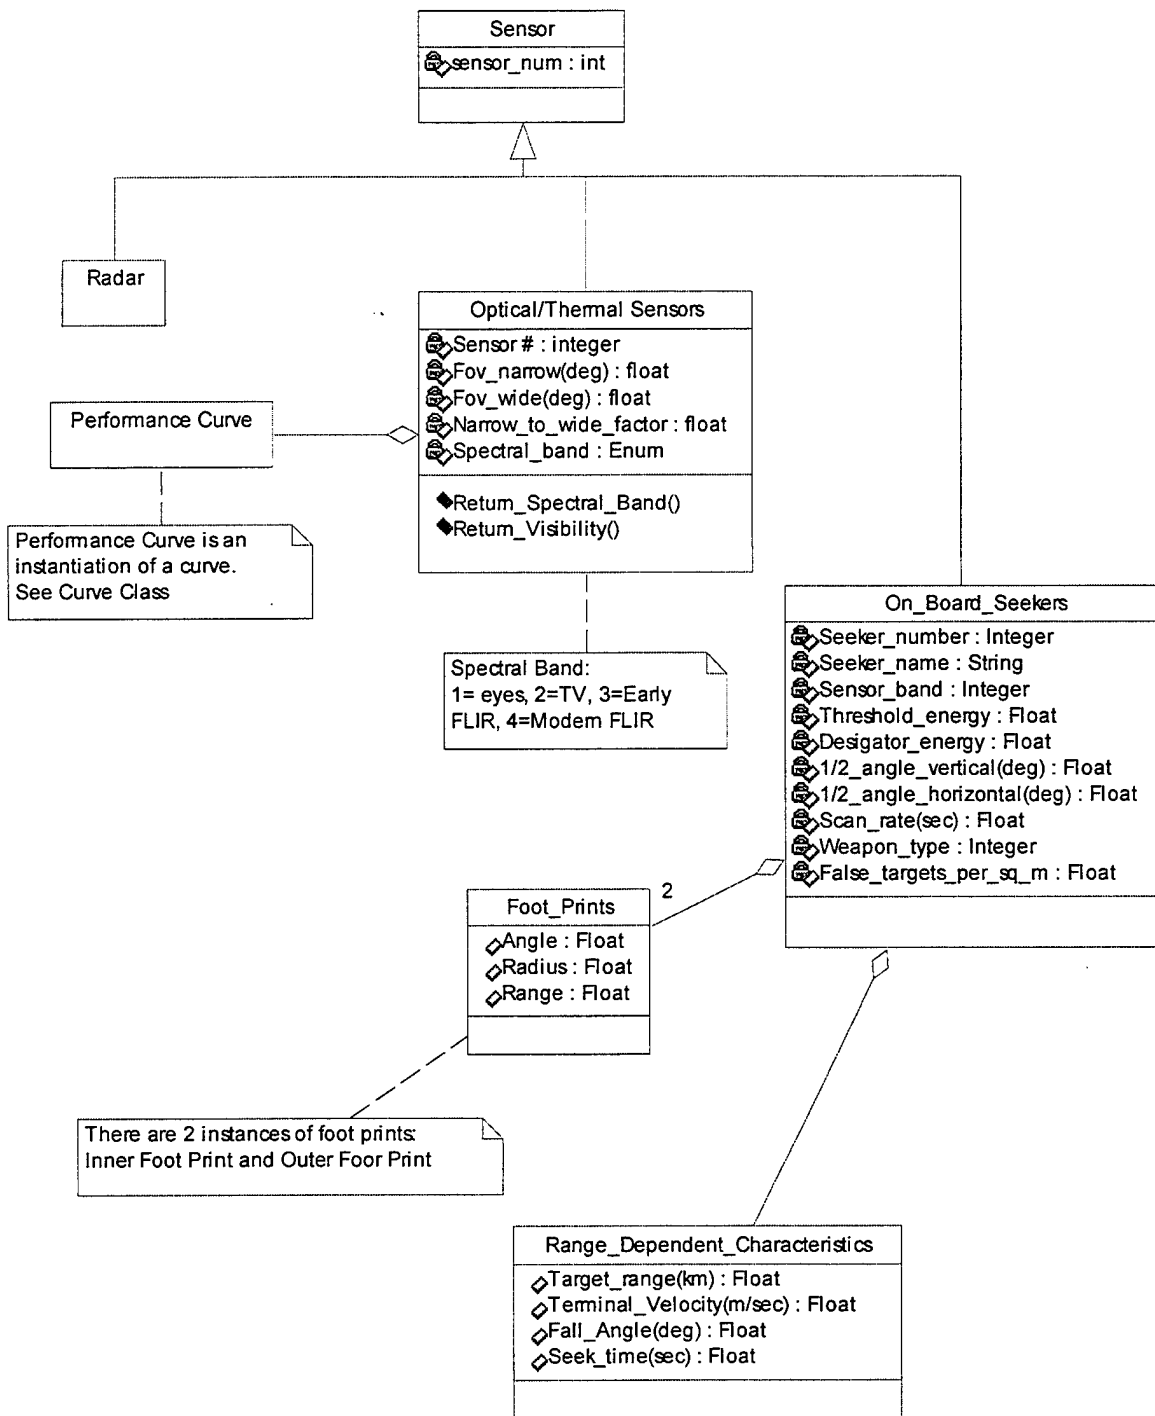 Sensor
sensor_num : int
Radar
Optical/Thermal Sensors
Sensor # : integer
Fov_narrow(deg) : float
Fov_wide(deg) : float
Narrow_to_wide_factor : float
Spectral_band : Enum
Return_Spectral_Band()
Return_Visibility()
Performance Curve
Performance Curve is an
instantiation of a curve.
See Curve Class
Spectral Band:
1= eyes, 2=TV, 3=Early
FLIR, 4=Modern FLIR
On_Board_Seekers
Seeker_number : Integer
Seeker_name : String
Sensor_band : Integer
Threshold_energy : Float
Desigator_energy : Float
1/2_angle_vertical(deg) : Float
1/2_angle_horizontal(deg) : Float
Scan_rate(sec) : Float
Weapon_type : Integer
False_targets_per_sq_m : Float
2
Foot_Prints
Angle : Float
Radius : Float
Range : Float
There are 2 instances of foot prints:
Inner Foot Print and Outer Foor Print
Range_Dependent_Characteristics
Target_range(km) : Float
Terminal_Velocity(m/sec) : Float
Fall_Angle(deg) : Float
Seek_time(sec) : Float